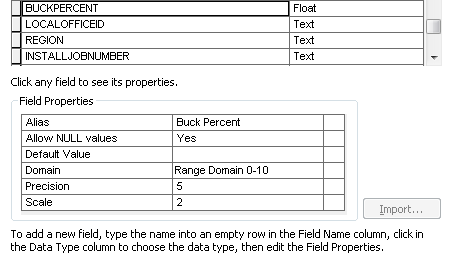 BUCKPERCENT Float
LOCALOFFICEID Text
REGION Text
INSTALLJOBNUMBER Text
Click any field to see its properties.
Field Properties
Alias Buck Percent
Allow NULL values Yes
Default Value
Domain Range Domain 0-10
Precision 5
Scale 2
Import...
To add a new field, type the name into an empty row in the Field Name column, click in
the Data Type column to choose the data type, then edit the Field Properties.